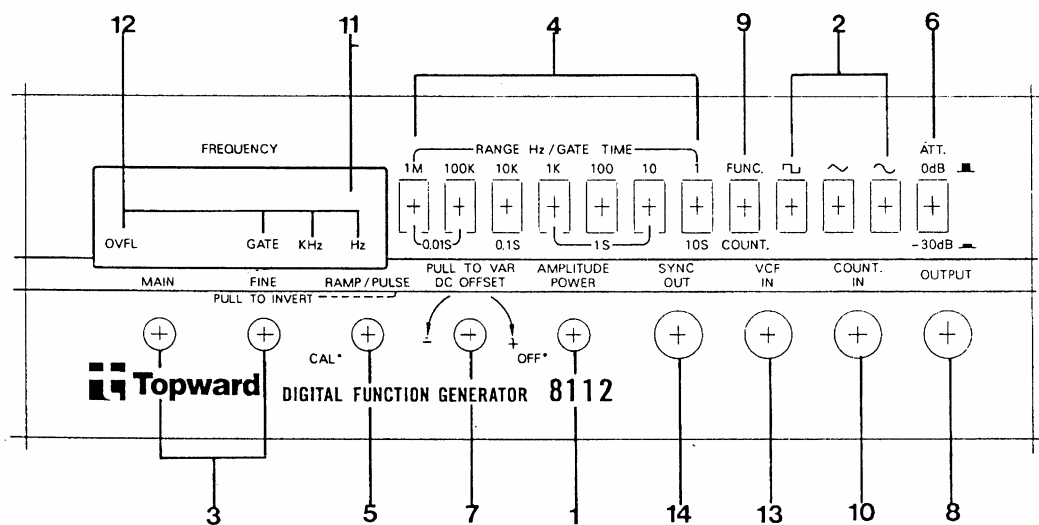 12 11 4 9 2 6
FREQUENCY
RANGE Hz/GATE TIME
ATT.
1M 100K 10K 1K 100 10 1 FUNC. 0dB
OVFL GATE KHz Hz
0.01S 0.1S 1S 10S COUNT. -30dB
MAIN FINE RAMP/PULSE
PULL TO INVERT
PULL TO VAR
DC OFFSET
AMPLITUDE
POWER
SYNC
OUT
VCF
IN
COUNT.
IN
OUTPUT
- +
CAL* OFF*
Topward DIGITAL FUNCTION GENERATOR 8112
3 5 7 1 14 13 10 8